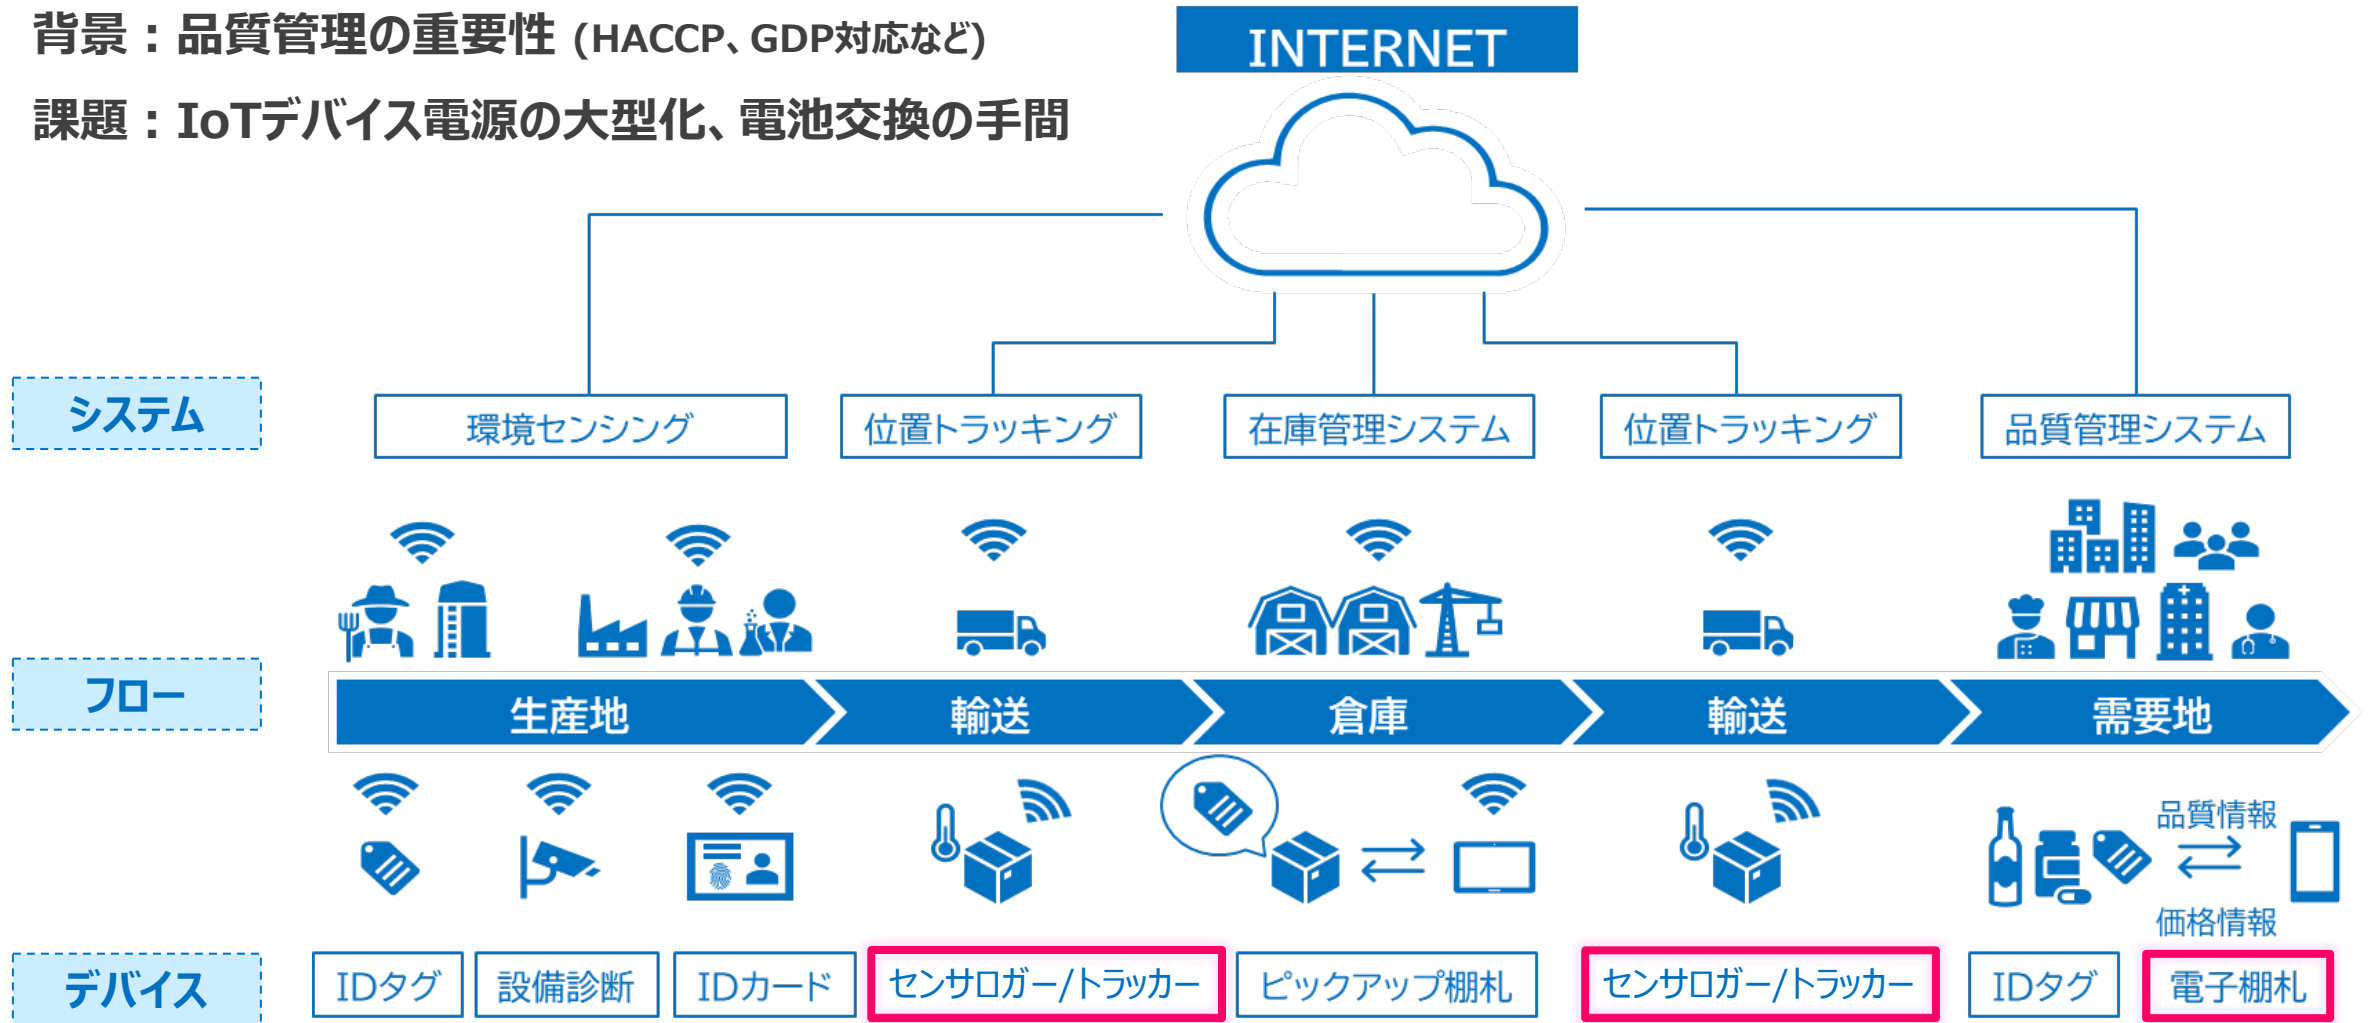 背景：品質管理の重要性 (HACCP、GDP対応など)
課題：IoTデバイス電源の大型化、電池交換の手間
INTERNET
システム
環境センシング
位置トラッキング
在庫管理システム
位置トラッキング
品質管理システム
フロー
生産地
輸送
倉庫
輸送
需要地
品質情報
価格情報
デバイス
IDタグ
設備診断
IDカード
センサロガー/トラッカー
ピックアップ棚札
センサロガー/トラッカー
IDタグ
電子棚札